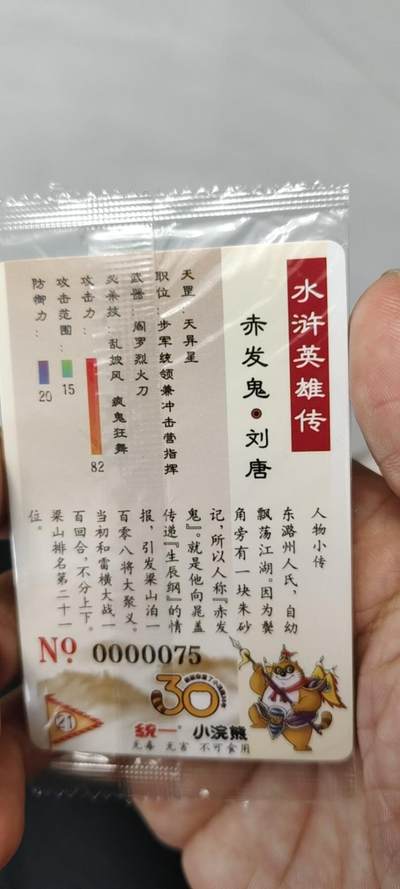 水浒英雄传
赤发鬼·刘唐
天罡:天异星
职位:步军统领兼冲击营指挥
武器:阎罗烈火刀
必杀技:乱披风 疯鬼狂舞
攻击力:
82
攻击范围:
15
防御力:
20
人物小传
东潞州人氏,自幼
飘荡江湖。因为鬓
角旁有一块朱砂
记,所以人称『赤发
鬼』。就是他向晁盖
传递『生辰纲』的情
报,引发梁山泊一
百零八将大聚义。
当初和雷横大战一
百回合,不分上下。
梁山排名第二十一
位。
No 0000075
21
30
统一 小浣熊
无毒 无害 不可食用